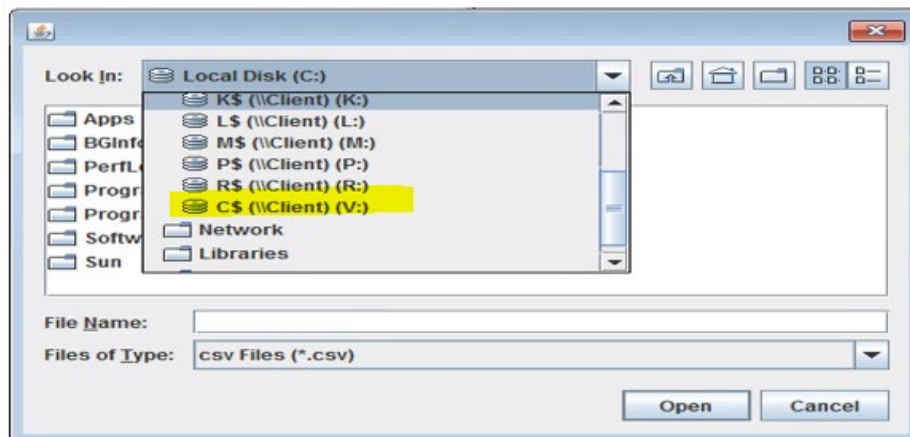 Look In: Local Disk (C:)
K$ (\\Client) (K:)
Apps L$ (\\Client) (L:)
BGInfo M$ (\\Client) (M:)
PerfL P$ (\\Client) (P:)
Progr R$ (\\Client) (R:)
Progr C$ (\\Client) (V:)
Softw Network
Sun Libraries
File Name:
Files of Type: csv Files (*.csv)
Open Cancel